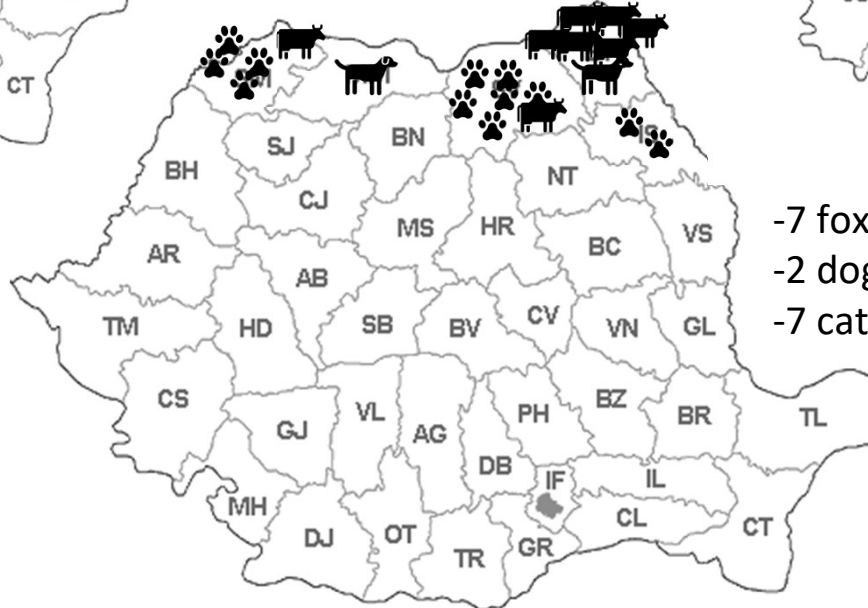 CT
SJ
BN
BH
NT
CJ
MS
HR
VS
BC
AR
AB
TM
HD
SB
BV
CV
VN
GL
CS
GJ
VL
AG
PH
BZ
BR
TL
DB
IF
IL
MH
DJ
OT
TR
GR
CL
CT
-7 fox
-2 dog
-7 cat